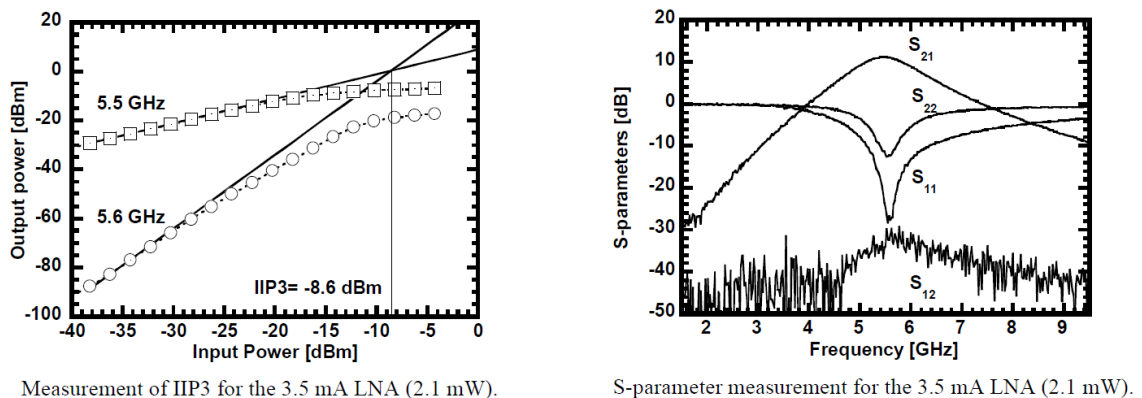 20
0
-20
-40
-60
-80
-100
Output power [dBm]
5.5 GHz
5.6 GHz
IIP3= -8.6 dBm
-40 -35 -30 -25 -20 -15 -10 -5 0
Input Power [dBm]
Measurement of IIP3 for the 3.5 mA LNA (2.1 mW).
20
10
0
-10
-20
-30
-40
-50
S-parameters [dB]
S21
S22
S11
S12
2 3 4 5 6 7 8 9
Frequency [GHz]
S-parameter measurement for the 3.5 mA LNA (2.1 mW).